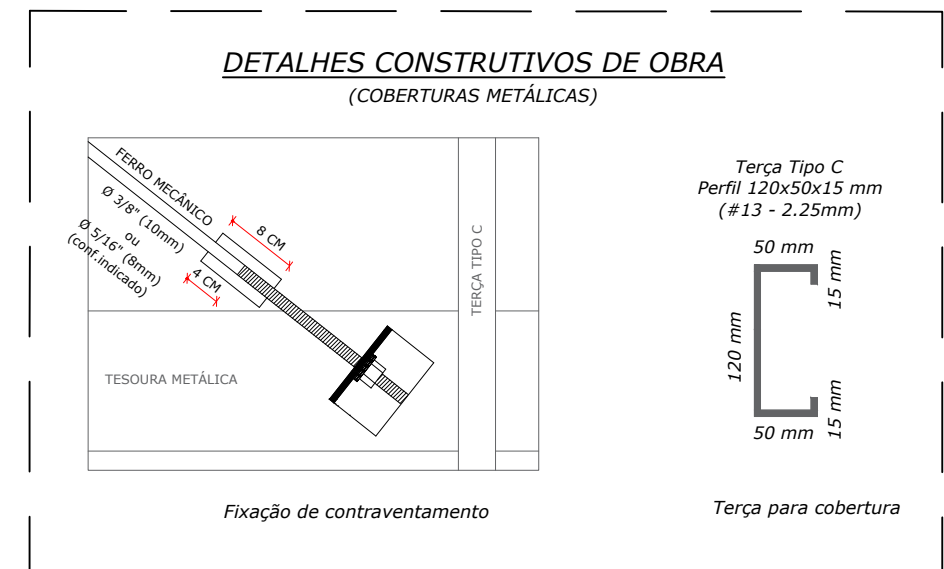 DETALHES CONSTRUTIVOS DE OBRA
(COBERTURAS METÁLICAS)
FERRO MECÂNICO
Ø 3/8" (10mm)
ou
Ø 5/16" (8mm)
(conf.indicado)
8 CM
4 CM
TESOURA METÁLICA
TERÇA TIPO C
Fixação de contraventamento
Terça Tipo C
Perfil 120x50x15 mm
(#13 - 2.25mm)
50 mm
15 mm
120 mm
15 mm
50 mm
Terça para cobertura